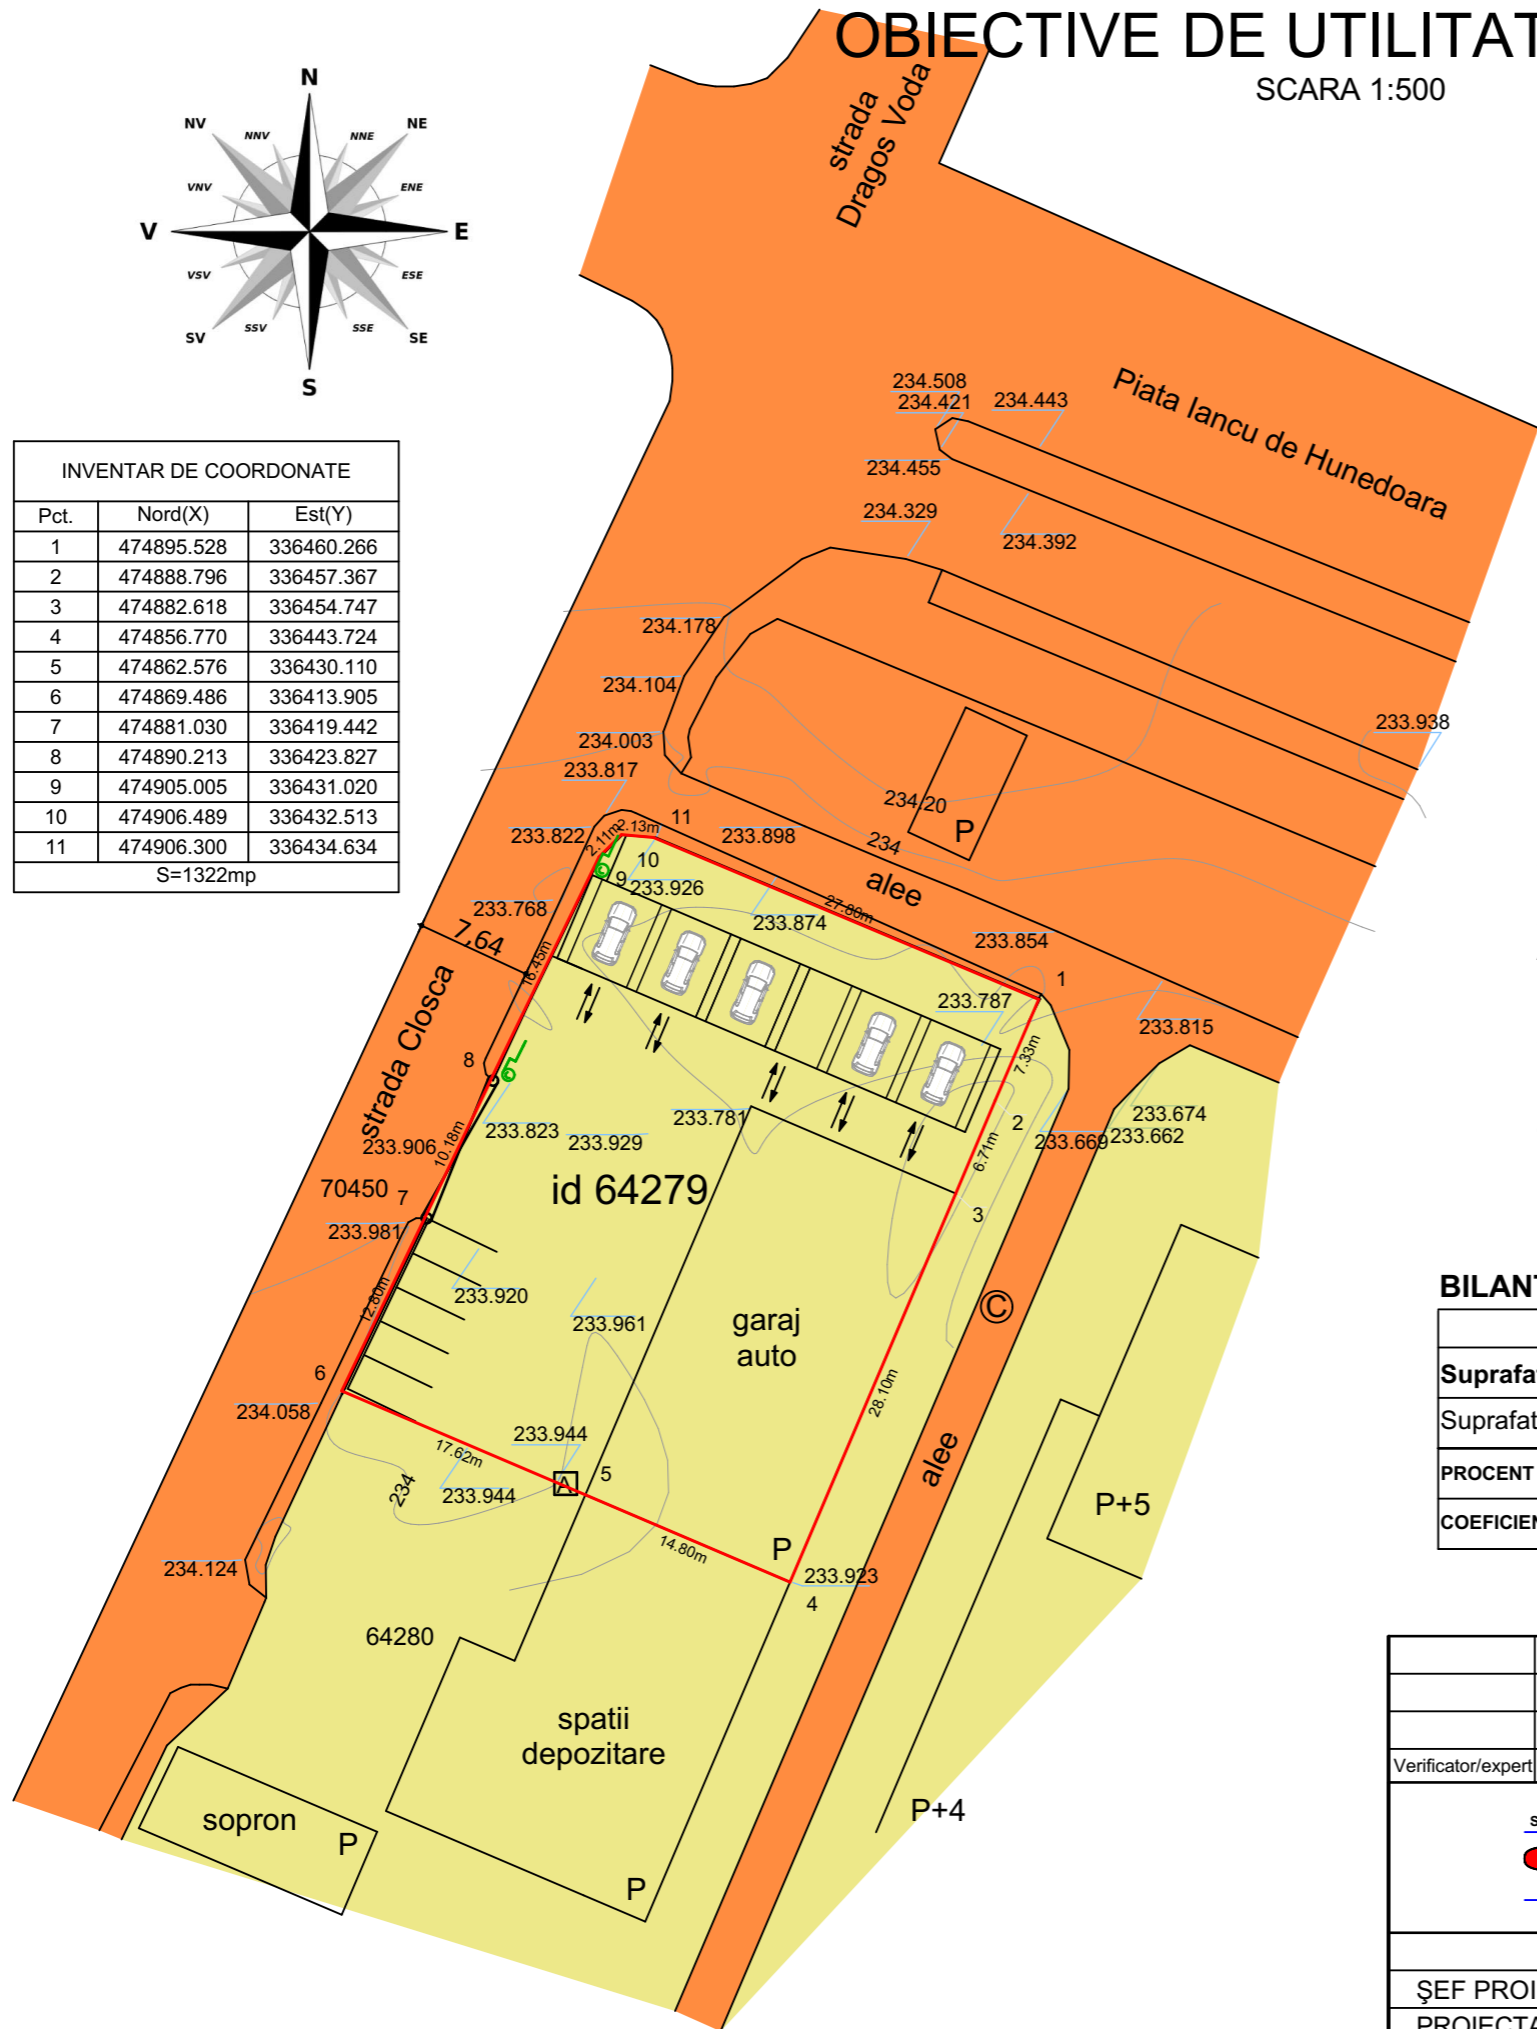 OBIECTIVE DE UTILITAT
SCARA 1:500
N
NV
NNV
NNE
NE
VNV
ENE
V
E
VSV
ESE
SV
SSV
SSE
SE
S
strada
Dragos Voda
Piata Iancu de Hunedoara
INVENTAR DE COORDONATE
Pct. Nord(X) Est(Y)
1 474895.528 336460.266
2 474888.796 336457.367
3 474882.618 336454.747
4 474856.770 336443.724
5 474862.576 336430.110
6 474869.486 336413.905
7 474881.030 336419.442
8 474890.213 336423.827
9 474905.005 336431.020
10 474906.489 336432.513
11 474906.300 336434.634
S=1322mp
234.508
234.421
234.443
234.455
234.329
234.392
234.178
234.104
234.003
233.938
233.817
234.20
P
234
233.822
2.11m
2.13m
11
233.898
alee
10
9
233.926
27.80m
233.768
233.874
233.854
7,64
16.45m
1
233.787
233.815
strada Closca
8
7.33m
233.781
2
233.674
233.669
233.662
233.823
233.929
233.906
10.18m
6.71m
70450
7
id 64279
3
233.981
233.920
12.80m
233.961
garaj
auto
©
6
28.10m
234.058
233.944
17.62m
A
5
234
233.944
alee
P+5
14.80m
P
233.923
4
234.124
64280
spatii
depozitare
sopron
P
P
P+4
BILANT
Suprafa
Suprafat
PROCENT
COEFICIEN
Verificator/expert
S
ŞEF PROI
PROIECTA